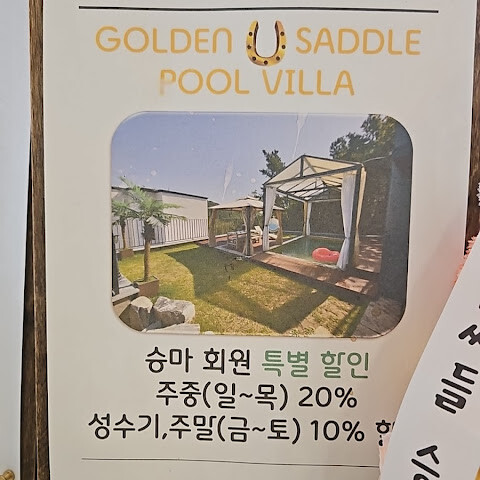 GOLDEN SADDLE
POOL VILLA
승마 회원 특별 할인
주중(일~목) 20%
성수기,주말(금~토) 10%